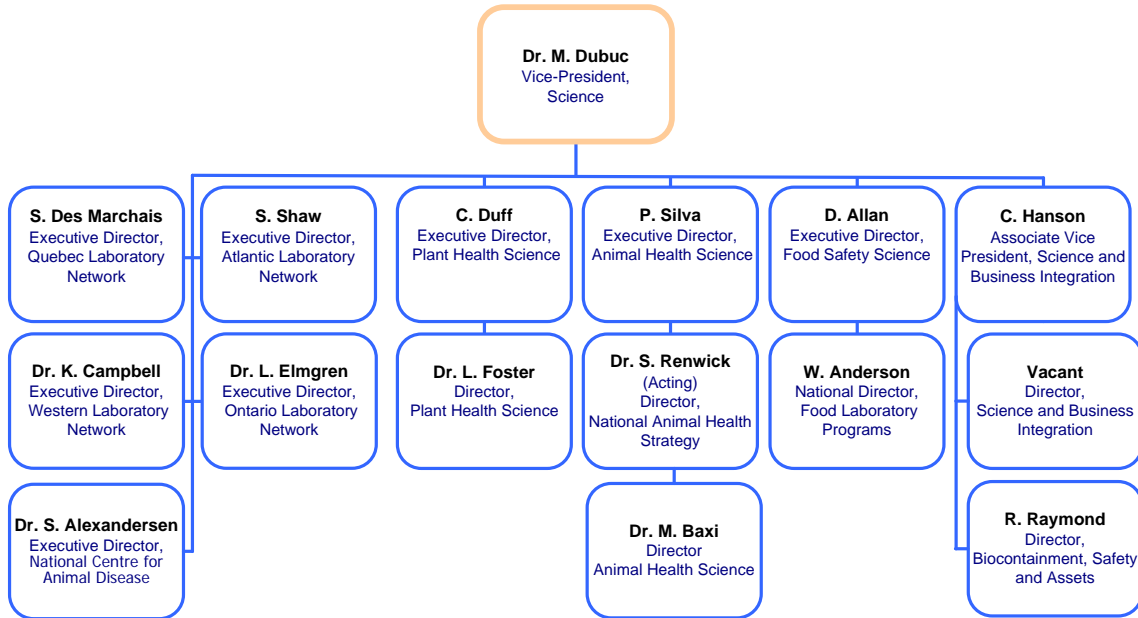 Dr. M. Dubuc
Vice-President,
Science
S. Des Marchais
Executive Director,
Quebec Laboratory
Network
S. Shaw
Executive Director,
Atlantic Laboratory
Network
C. Duff
Executive Director,
Plant Health Science
P. Silva
Executive Director,
Animal Health Science
D. Allan
Executive Director,
Food Safety Science
C. Hanson
Associate Vice
President, Science and
Business Integration
Dr. K. Campbell
Executive Director,
Western Laboratory
Network
Dr. L. Elmgren
Executive Director,
Ontario Laboratory
Network
Dr. L. Foster
Director,
Plant Health Science
Dr. S. Renwick
(Acting)
Director,
National Animal Health
Strategy
W. Anderson
National Director,
Food Laboratory
Programs
Vacant
Director,
Science and Business
Integration
Dr. S. Alexandersen
Executive Director,
National Centre for
Animal Disease
Dr. M. Baxi
Director
Animal Health Science
R. Raymond
Director,
Biocontainment, Safety
and Assets